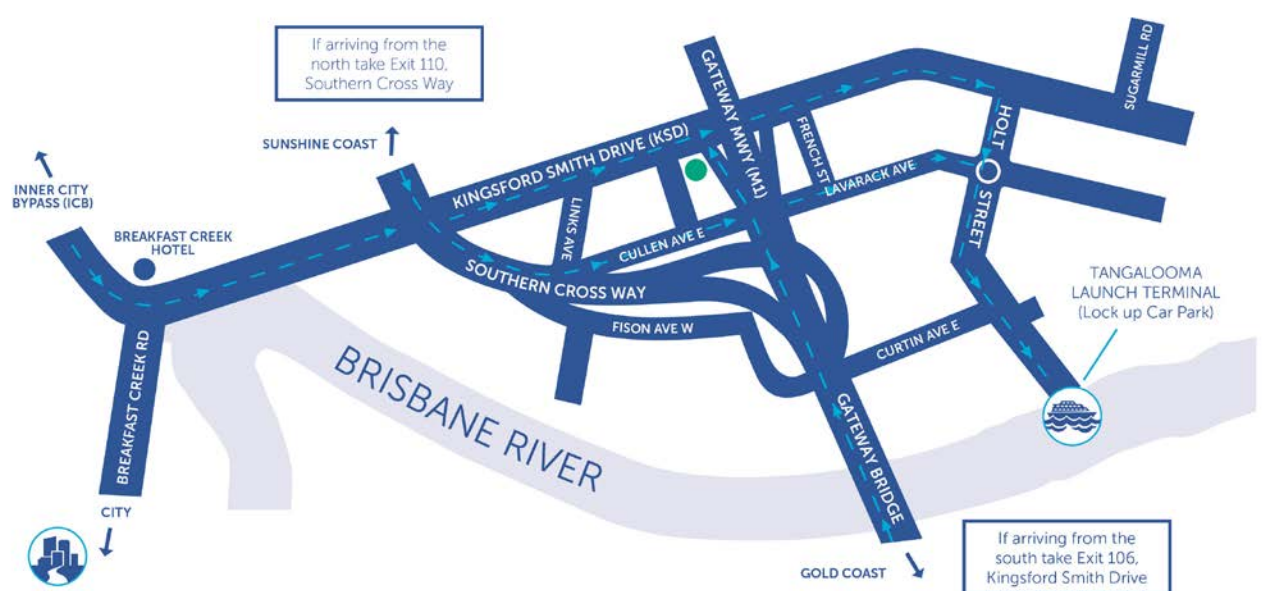 If arriving from the
north take Exit 110,
Southern Cross Way
SUNSHINE COAST
INNER CITY
BYPASS (ICB)
BREAKFAST CREEK
HOTEL
BREAKFAST CREEK RD
CITY
KINGSFORD SMITH DRIVE (KSD)
GATEWAY MWY (M1)
SUGARMILL RD
FRENCH ST
HOLT
STREET
LAVARACK AVE
LINKS AVE
CULLEN AVE E
SOUTHERN CROSS WAY
FISON AVE W
CURTIN AVE E
TANGALOOMA
LAUNCH TERMINAL
(Lock up Car Park)
BRISBANE RIVER
GATEWAY BRIDGE
GOLD COAST
If arriving from the
south take Exit 106,
Kingsford Smith Drive